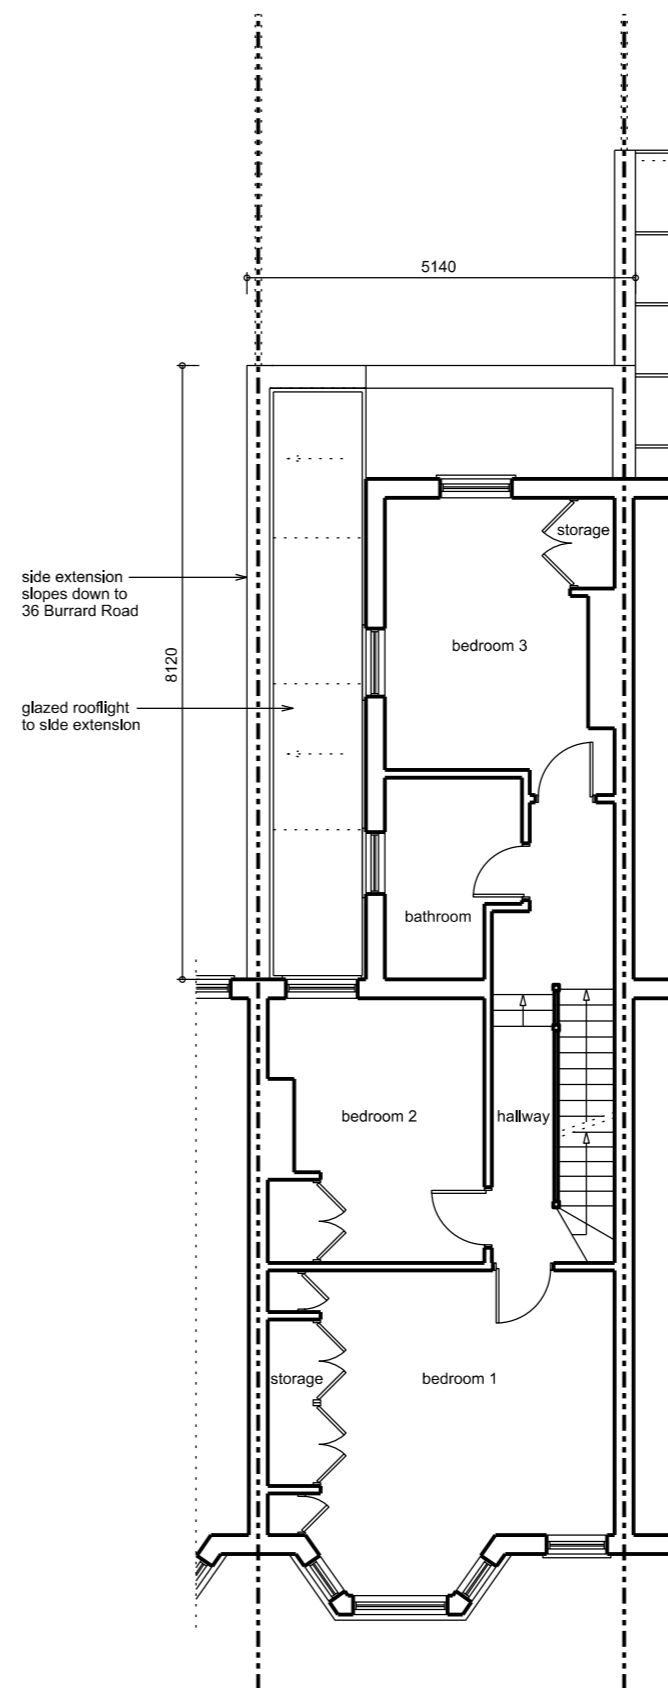 5140
storage
side extension
slopes down to
36 Burrard Road
bedroom 3
8120
glazed rooflight
to side extension
bathroom
bedroom 2
hallway
storage
bedroom 1